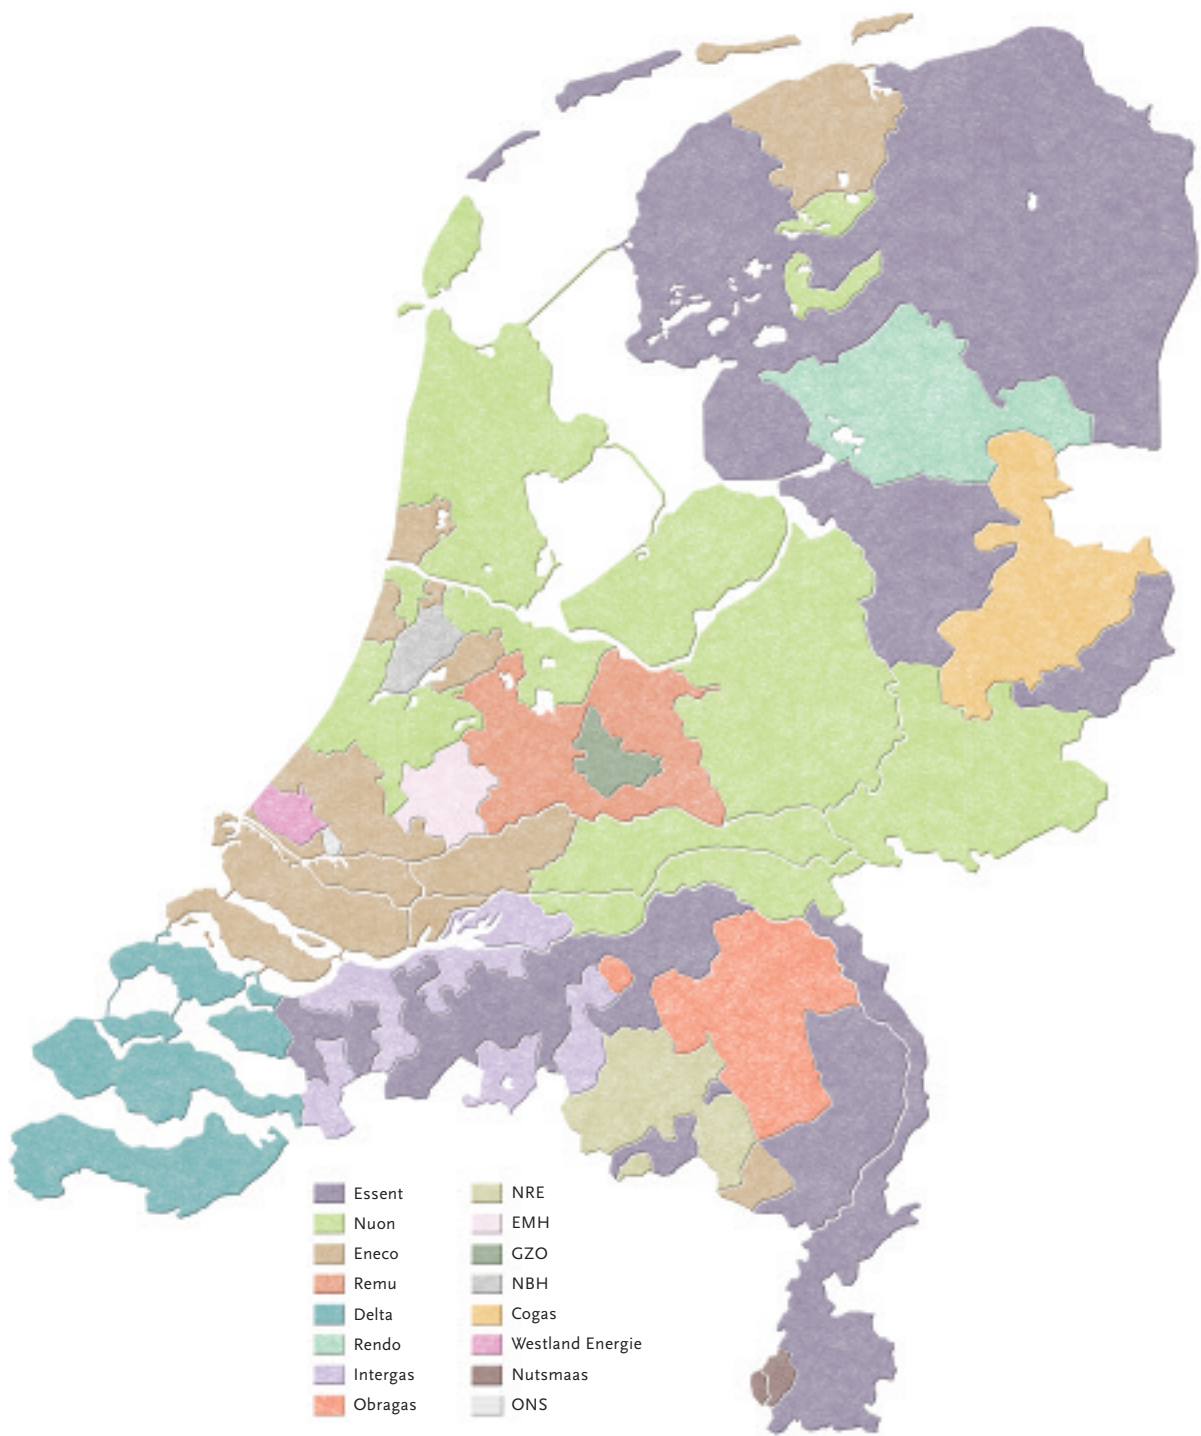 Essent
Nuon
Eneco
Remu
Delta
Rendo
Intergas
Obragas
NRE
EMH
GZO
NBH
Cogas
Westland Energie
Nutsmaas
ONS